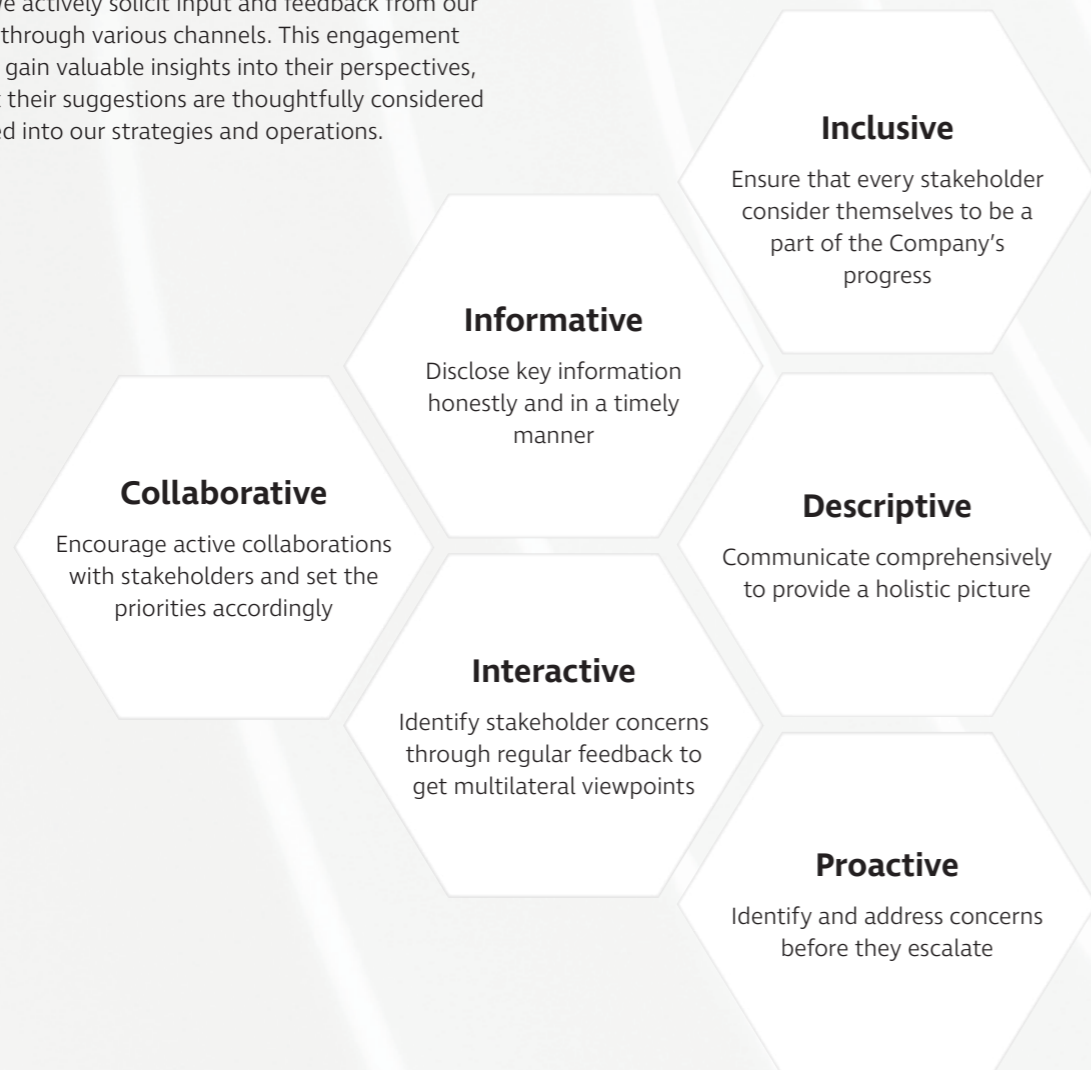 actively solicit input and feedback from our
through various channels. This engagement
gain valuable insights into their perspectives,
their suggestions are thoughtfully considered
into our strategies and operations.
Inclusive
Ensure that every stakeholder
consider themselves to be a
part of the Company's
progress
Informative
Disclose key information
honestly and in a timely
manner
Collaborative
Encourage active collaborations
with stakeholders and set the
priorities accordingly
Descriptive
Communicate comprehensively
to provide a holistic picture
Interactive
Identify stakeholder concerns
through regular feedback to
get multilateral viewpoints
Proactive
Identify and address concerns
before they escalate